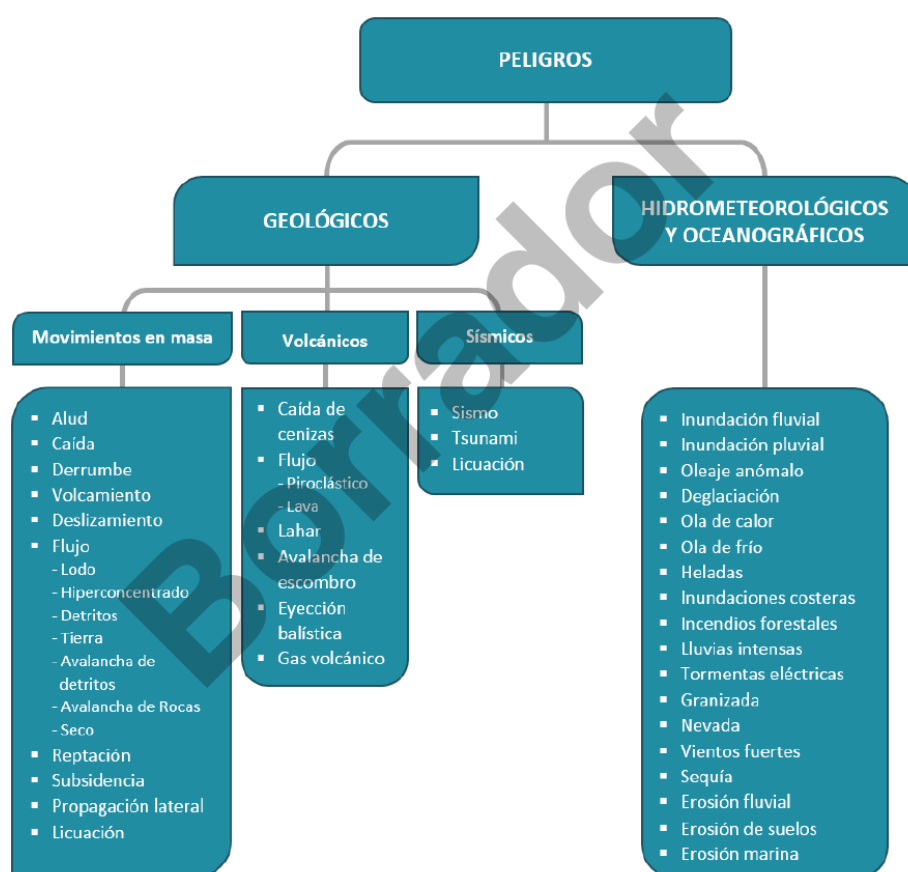 PELIGROS
GEOLÓGICOS
HIDROMETEOROLÓGICOS
Y OCEANOGRÁFICOS
Movimientos en masa
Volcánicos
Sísmicos
▪ Alud
▪ Caída
▪ Derrumbe
▪ Volcamiento
▪ Deslizamiento
▪ Flujo
- Lodo
- Hiperconcentrado
- Detritos
- Tierra
- Avalancha de
detritos
- Avalancha de Rocas
- Seco
▪ Reptación
▪ Subsidencia
▪ Propagación lateral
▪ Licuación
▪ Caída de
cenizas
▪ Flujo
- Piroclástico
- Lava
▪ Lahar
▪ Avalancha de
escombro
▪ Eyección
balística
▪ Gas volcánico
▪ Sismo
▪ Tsunami
▪ Licuación
▪ Inundación fluvial
▪ Inundación pluvial
▪ Oleaje anómalo
▪ Deglaciación
▪ Ola de calor
▪ Ola de frío
▪ Heladas
▪ Inundaciones costeras
▪ Incendios forestales
▪ Lluvias intensas
▪ Tormentas eléctricas
▪ Granizada
▪ Nevada
▪ Vientos fuertes
▪ Sequía
▪ Erosión fluvial
▪ Erosión de suelos
▪ Erosión marina
Borrador